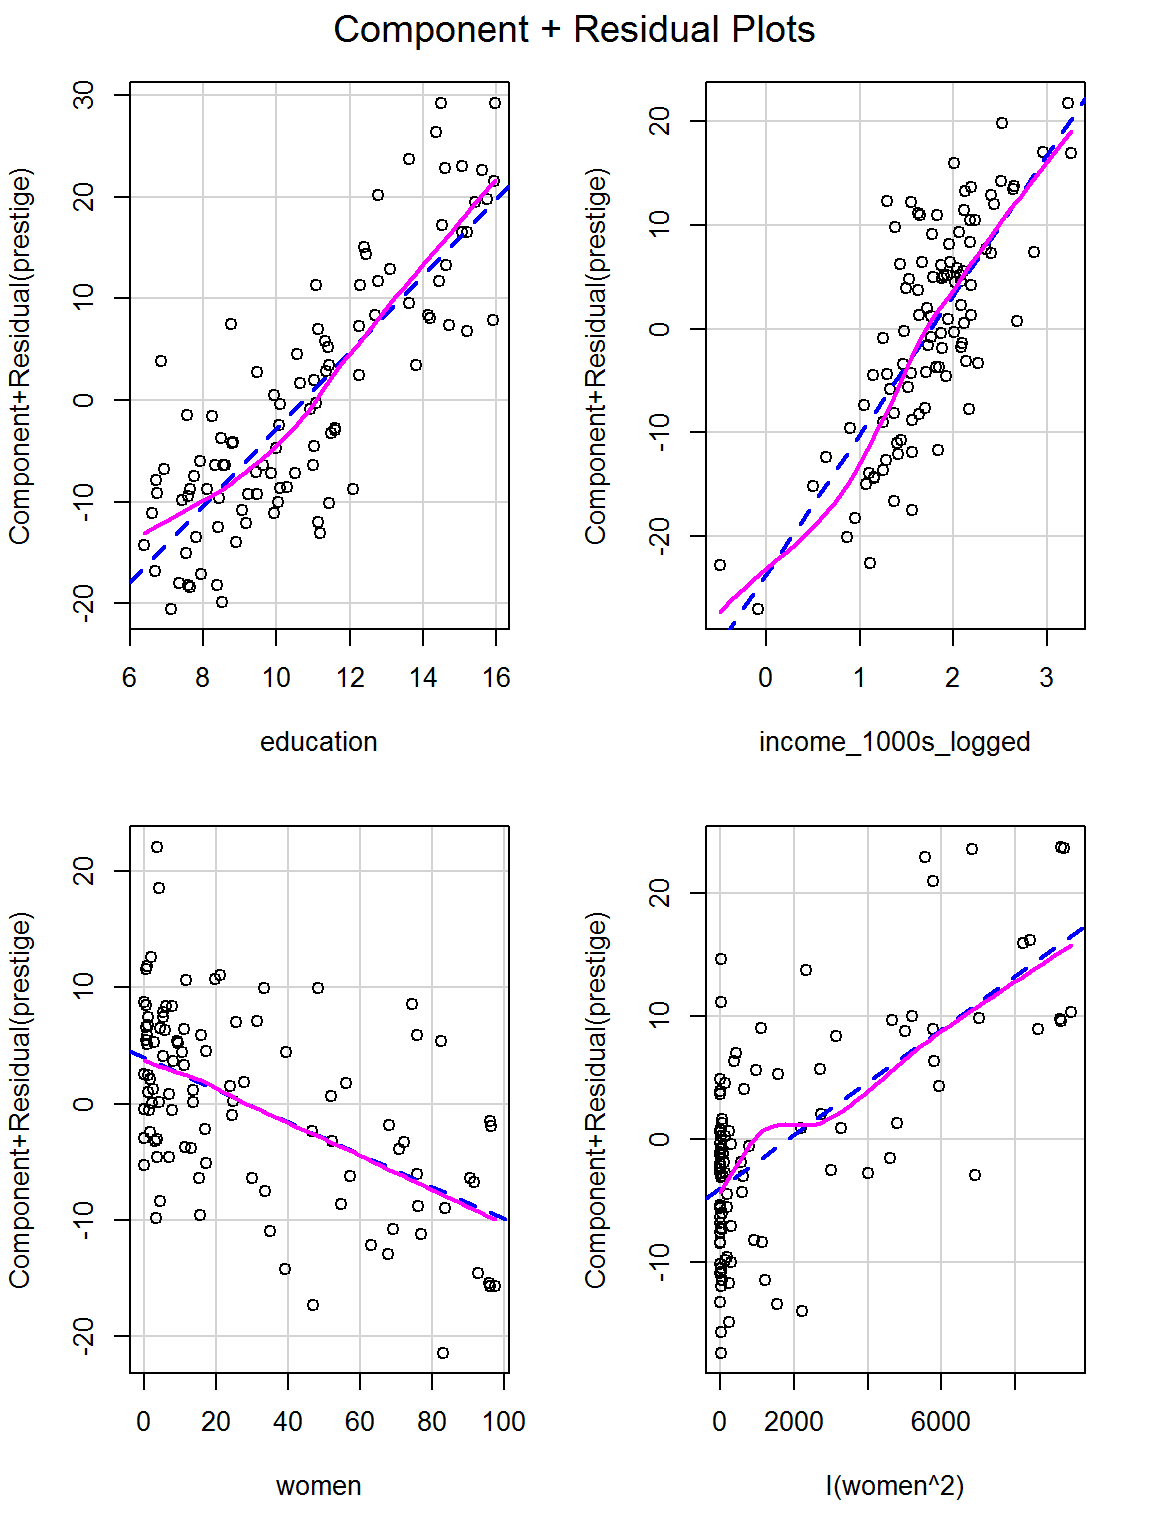 Component + Residual Plots
Component+Residual(prestige)
30
20
10
0
-10
-20
6 8 10 12 14 16
education
Component+Residual(prestige)
20
10
0
-10
-20
0 1 2 3
income_1000s_logged
Component+Residual(prestige)
20
10
0
-10
-20
0 20 40 60 80 100
women
Component+Residual(prestige)
20
10
0
-10
0 2000 6000
I(women^2)